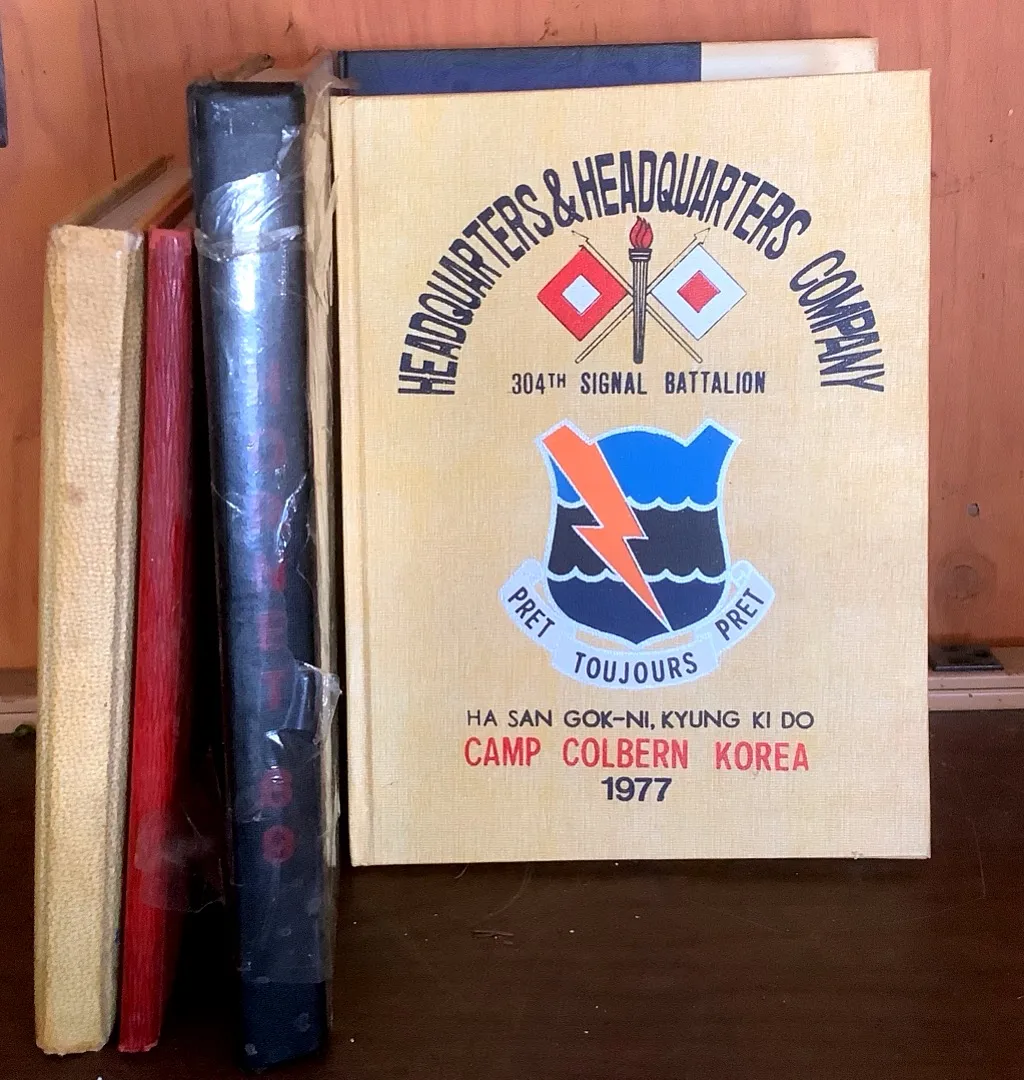 HEADQUARTERS & HEADQUARTERS COMPANY
304TH SIGNAL BATTALION
PRET TOUJOURS PRET
HA SAN GOK-NI, KYUNG KI DO
CAMP COLBERN KOREA
1977
89